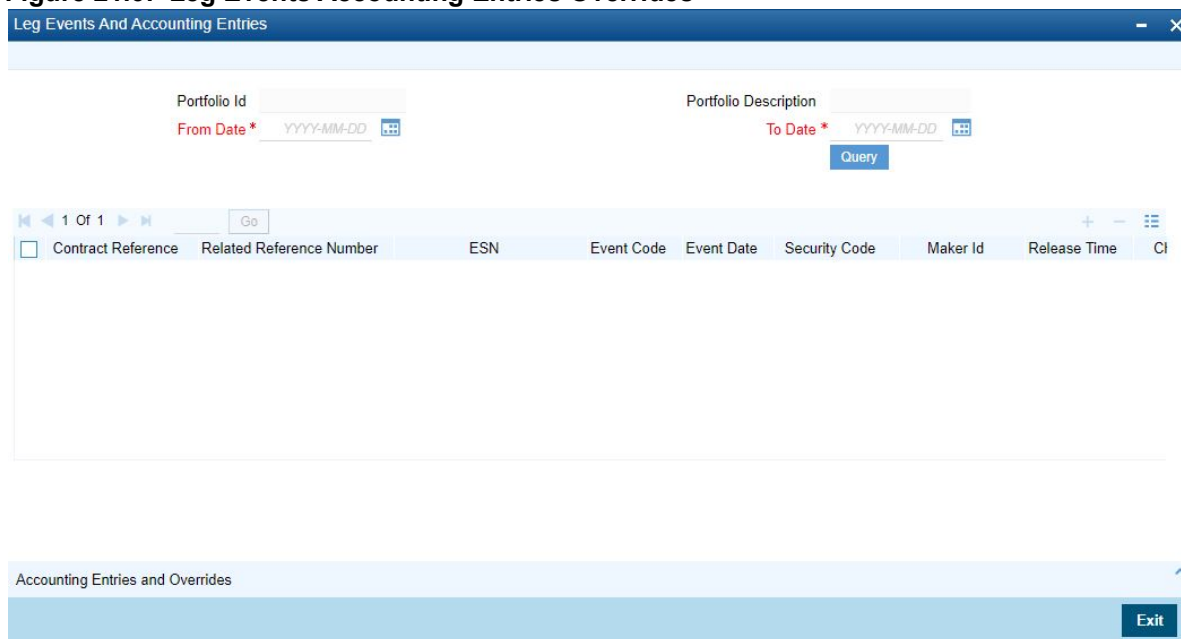 Leg Events And Accounting Entries
Portfolio Id
Portfolio Description
From Date * YYYY-MM-DD
To Date * YYYY-MM-DD
Query
1 Of 1 Go
Contract Reference Related Reference Number ESN Event Code Event Date Security Code Maker Id Release Time
Accounting Entries and Overrides
Exit